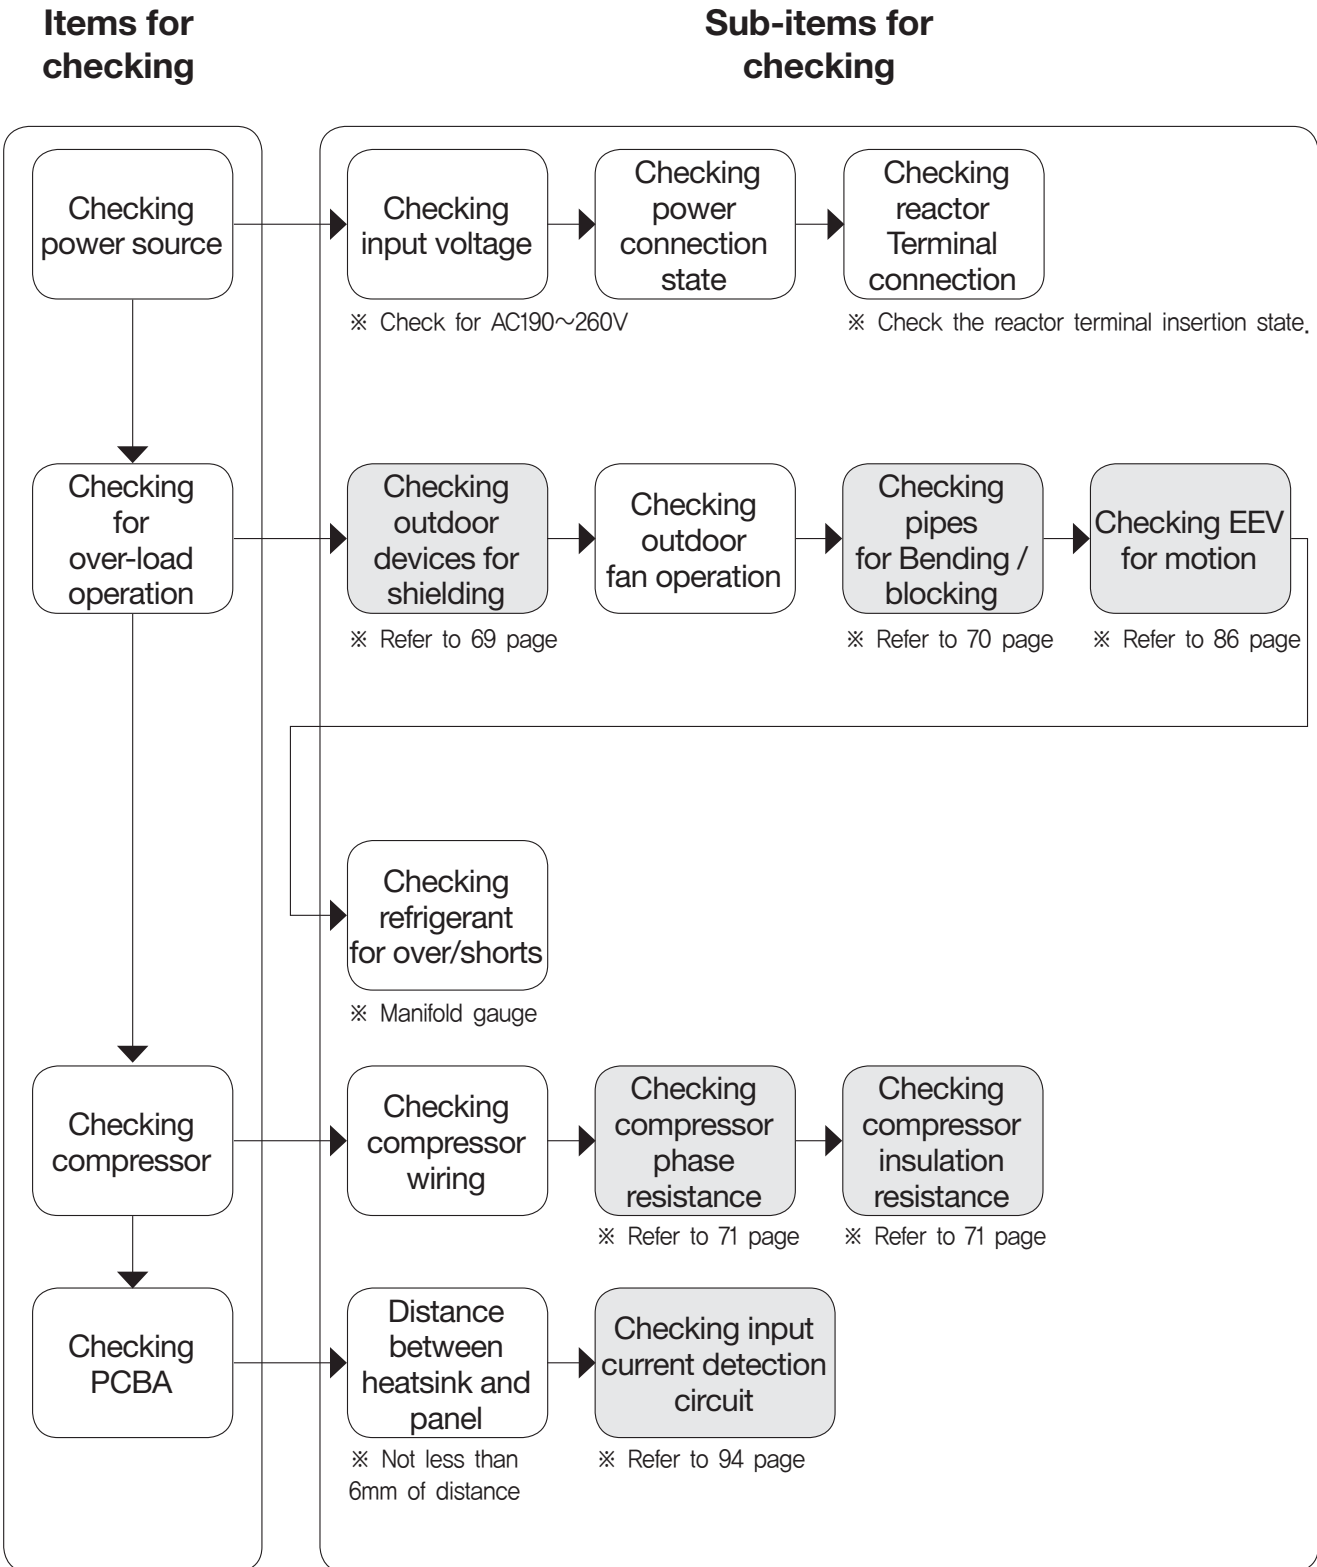 Items for
checking
Sub-items for
checking
Checking
power source
Checking
input voltage
※ Check for AC190～260V
Checking
power
connection
state
Checking
reactor
Terminal
connection
※ Check the reactor terminal insertion state.
Checking
for
over-load
operation
Checking
outdoor
devices for
shielding
※ Refer to 69 page
Checking
outdoor
fan operation
Checking
pipes
for Bending /
blocking
※ Refer to 70 page
Checking EEV
for motion
※ Refer to 86 page
Checking
refrigerant
for over/shorts
※ Manifold gauge
Checking
compressor
Checking
compressor
wiring
Checking
compressor
phase
resistance
※ Refer to 71 page
Checking
compressor
insulation
resistance
※ Refer to 71 page
Checking
PCBA
Distance
between
heatsink and
panel
※ Not less than
6mm of distance
Checking input
current detection
circuit
※ Refer to 94 page